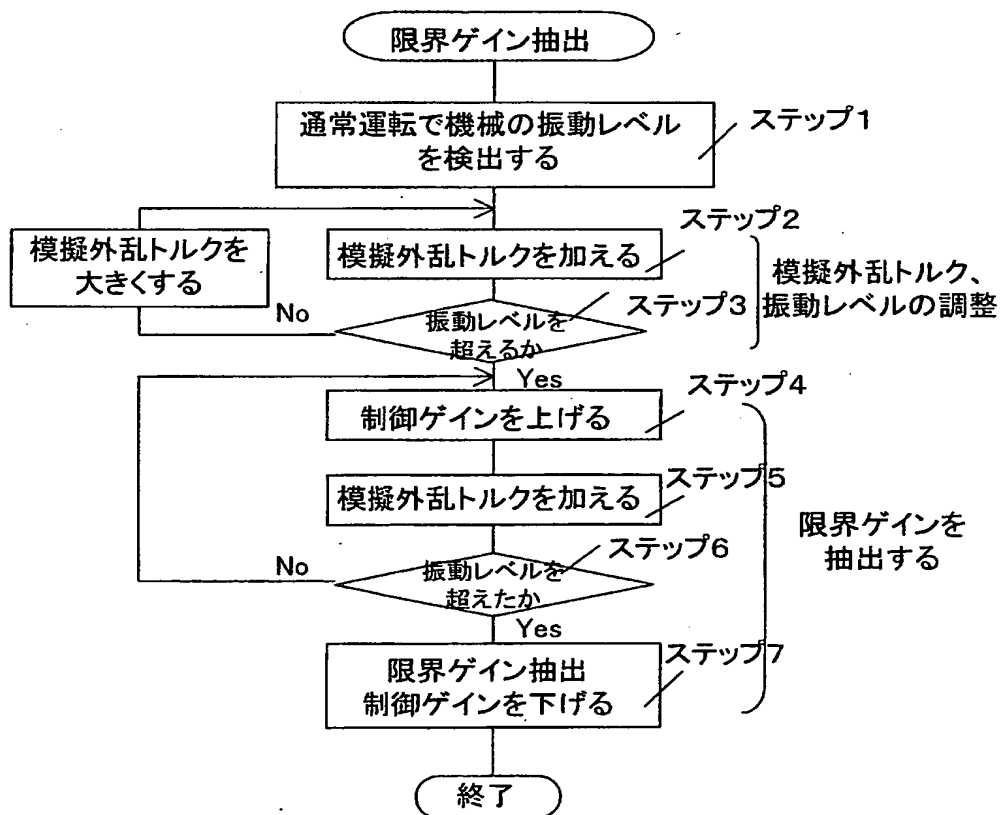 限界ゲイン抽出
通常運転で機械の振動レベル
を検出する
ステップ1
模擬外乱トルクを
大きくする
模擬外乱トルクを加える
ステップ2
模擬外乱トルク、
振動レベルの調整
No
振動レベルを
超えるか
ステップ3
Yes
制御ゲインを上げる
ステップ4
模擬外乱トルクを加える
ステップ5
限界ゲインを
抽出する
No
振動レベルを
超えたか
ステップ6
Yes
限界ゲイン抽出
制御ゲインを下げる
ステップ7
終了